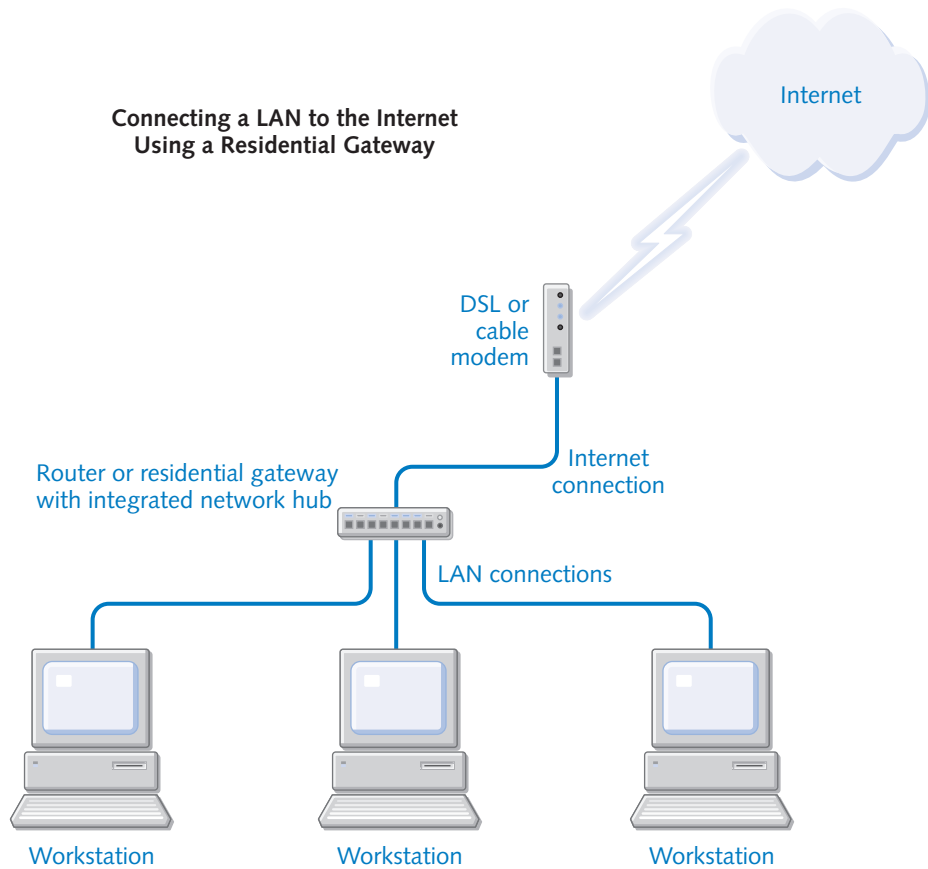 Connecting a LAN to the Internet
Using a Residential Gateway
Internet
DSL or
cable
modem
Internet
connection
Router or residential gateway
with integrated network hub
LAN connections
Workstation
Workstation
Workstation